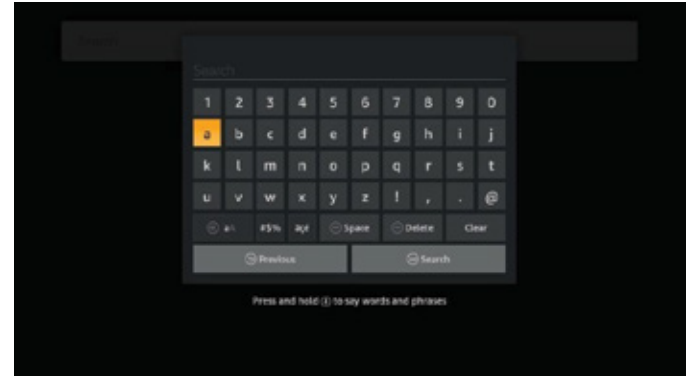 Search
Search
1 2 3 4 5 6 7 8 9 0
a b c d e f g h i j
k l m n o p q r s t
u v w x y z ! , . @
#$% äçé Space Delete Clear
Previous Search
Press and hold to say words and phrases